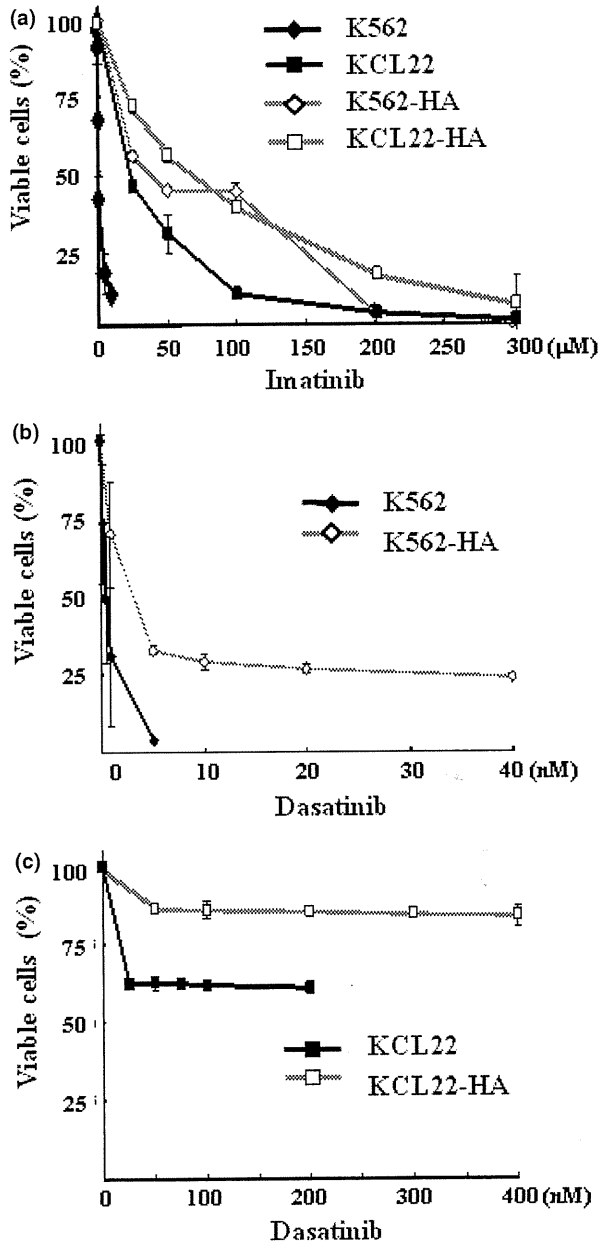 (a)
100
75
50
25
Viable cells (%)
K562
KCL22
K562-HA
KCL22-HA
0 50 100 200 300 (μM)
Imatinib
(b)
100
75
50
25
Viable cells (%)
K562
K562-HA
0 10 20 30 40 (nM)
Dasatinib
(c)
100
75
50
25
Viable cells (%)
KCL22
KCL22-HA
0 100 200 300 400 (nM)
Dasatinib